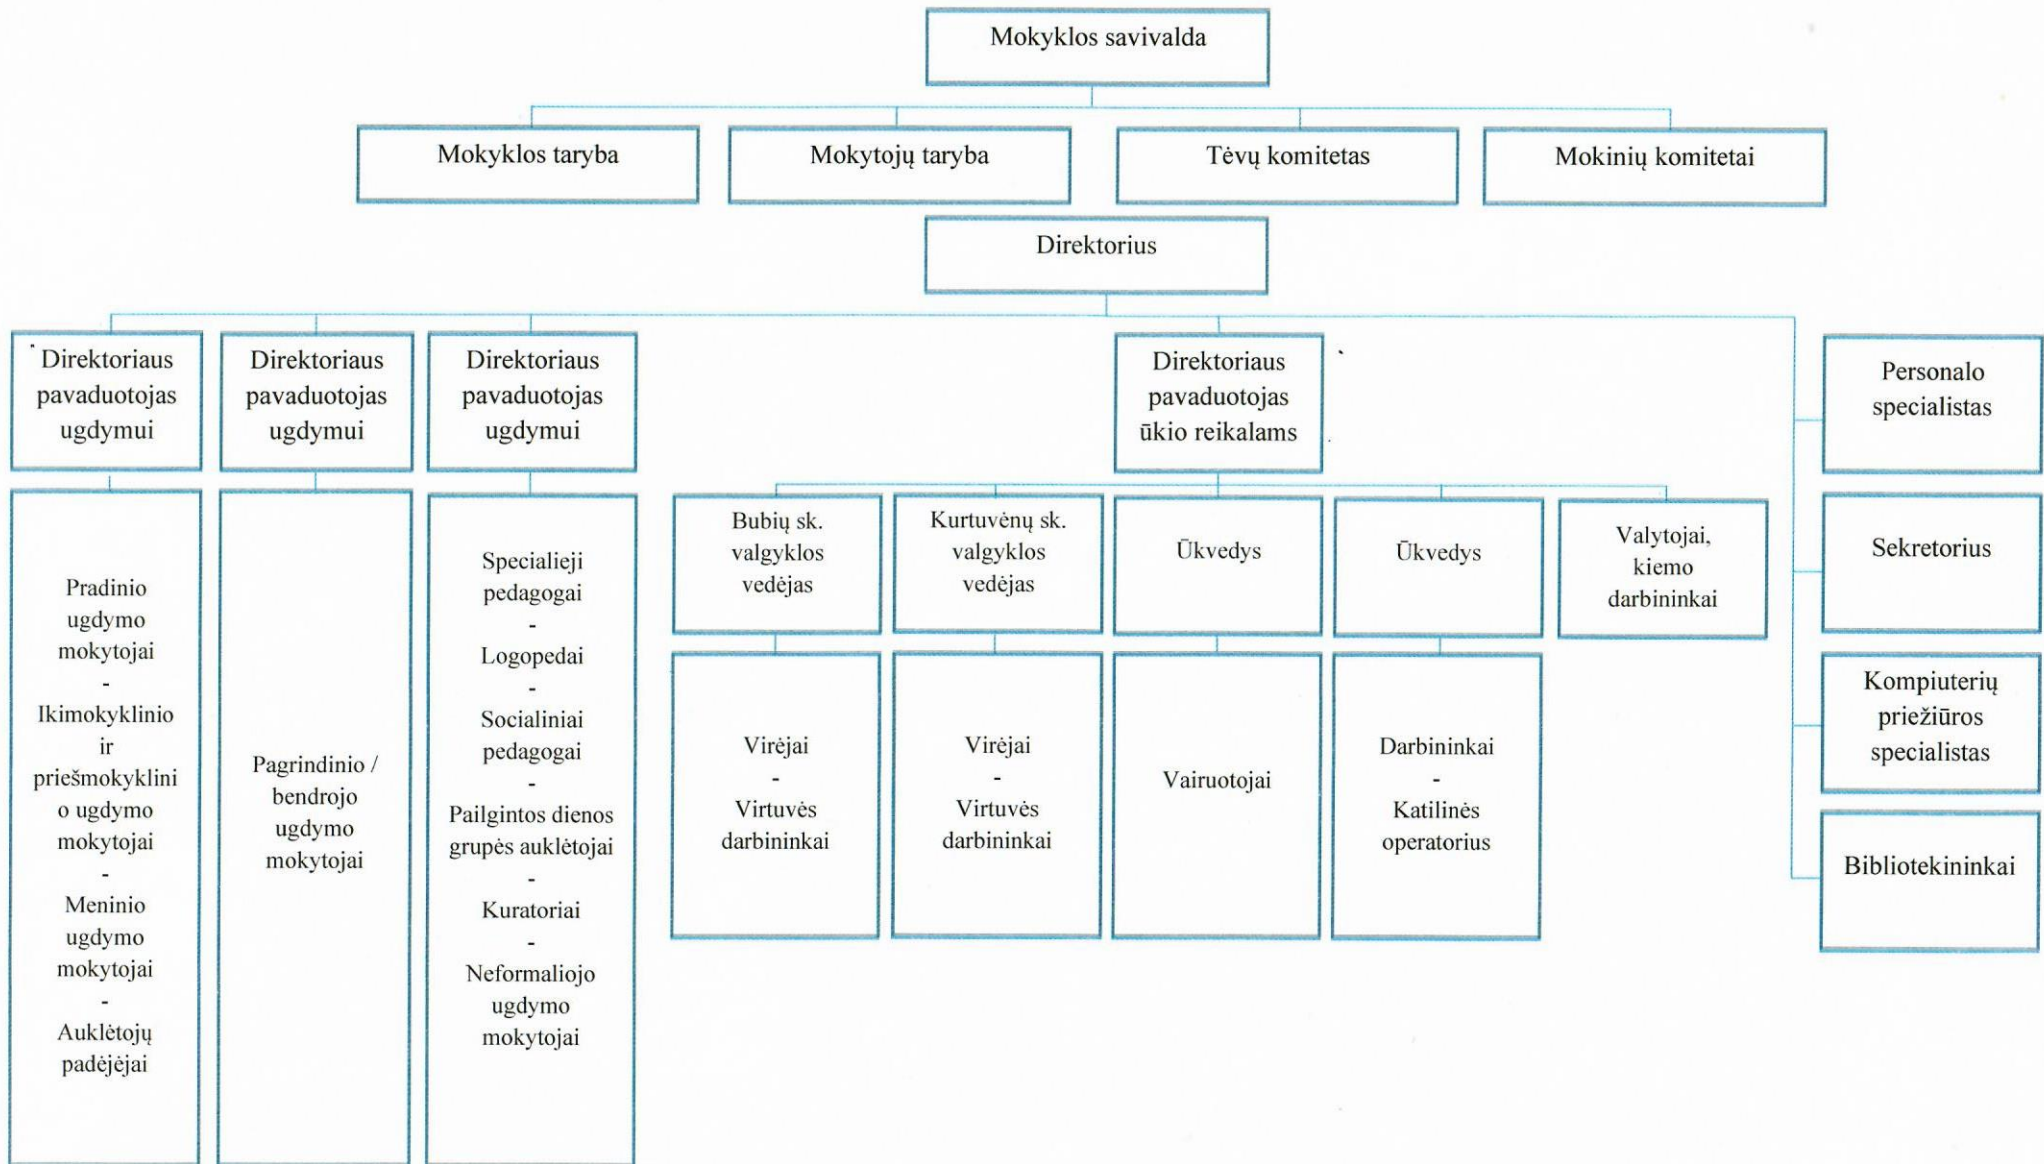 Mokyklos savivalda
Mokyklos taryba
Mokytojų taryba
Tėvų komitetas
Mokinių komitetai
Direktorius
Direktoriaus
pavaduotojas
ugdymui
Direktoriaus
pavaduotojas
ugdymui
Direktoriaus
pavaduotojas
ugdymui
Direktoriaus
pavaduotojas
ūkio reikalams
Personalo
specialistas
Sekretorius
Kompiuterių
priežiūros
specialistas
Bibliotekininkai
Pradinio
ugdymo
mokytojai
-
Ikimokyklinio
ir
priešmokyklini
o ugdymo
mokytojai
-
Meninio
ugdymo
mokytojai
-
Auklėtojų
padėjėjai
Pagrindinio /
bendrojo
ugdymo
mokytojai
Specialieji
pedagogai
-
Logopedai
-
Socialiniai
pedagogai
-
Pailgintos dienos
grupės auklėtojai
-
Kuratoriai
-
Neformaliojo
ugdymo
mokytojai
Bubių sk.
valgyklos
vedėjas
Kurtuvėnų sk.
valgyklos
vedėjas
Ūkvedys
Ūkvedys
Valytojai,
kiemo
darbininkai
Virėjai
-
Virtuvės
darbininkai
Virėjai
-
Virtuvės
darbininkai
Vairuotojai
Darbininkai
-
Katilinės
operatorius